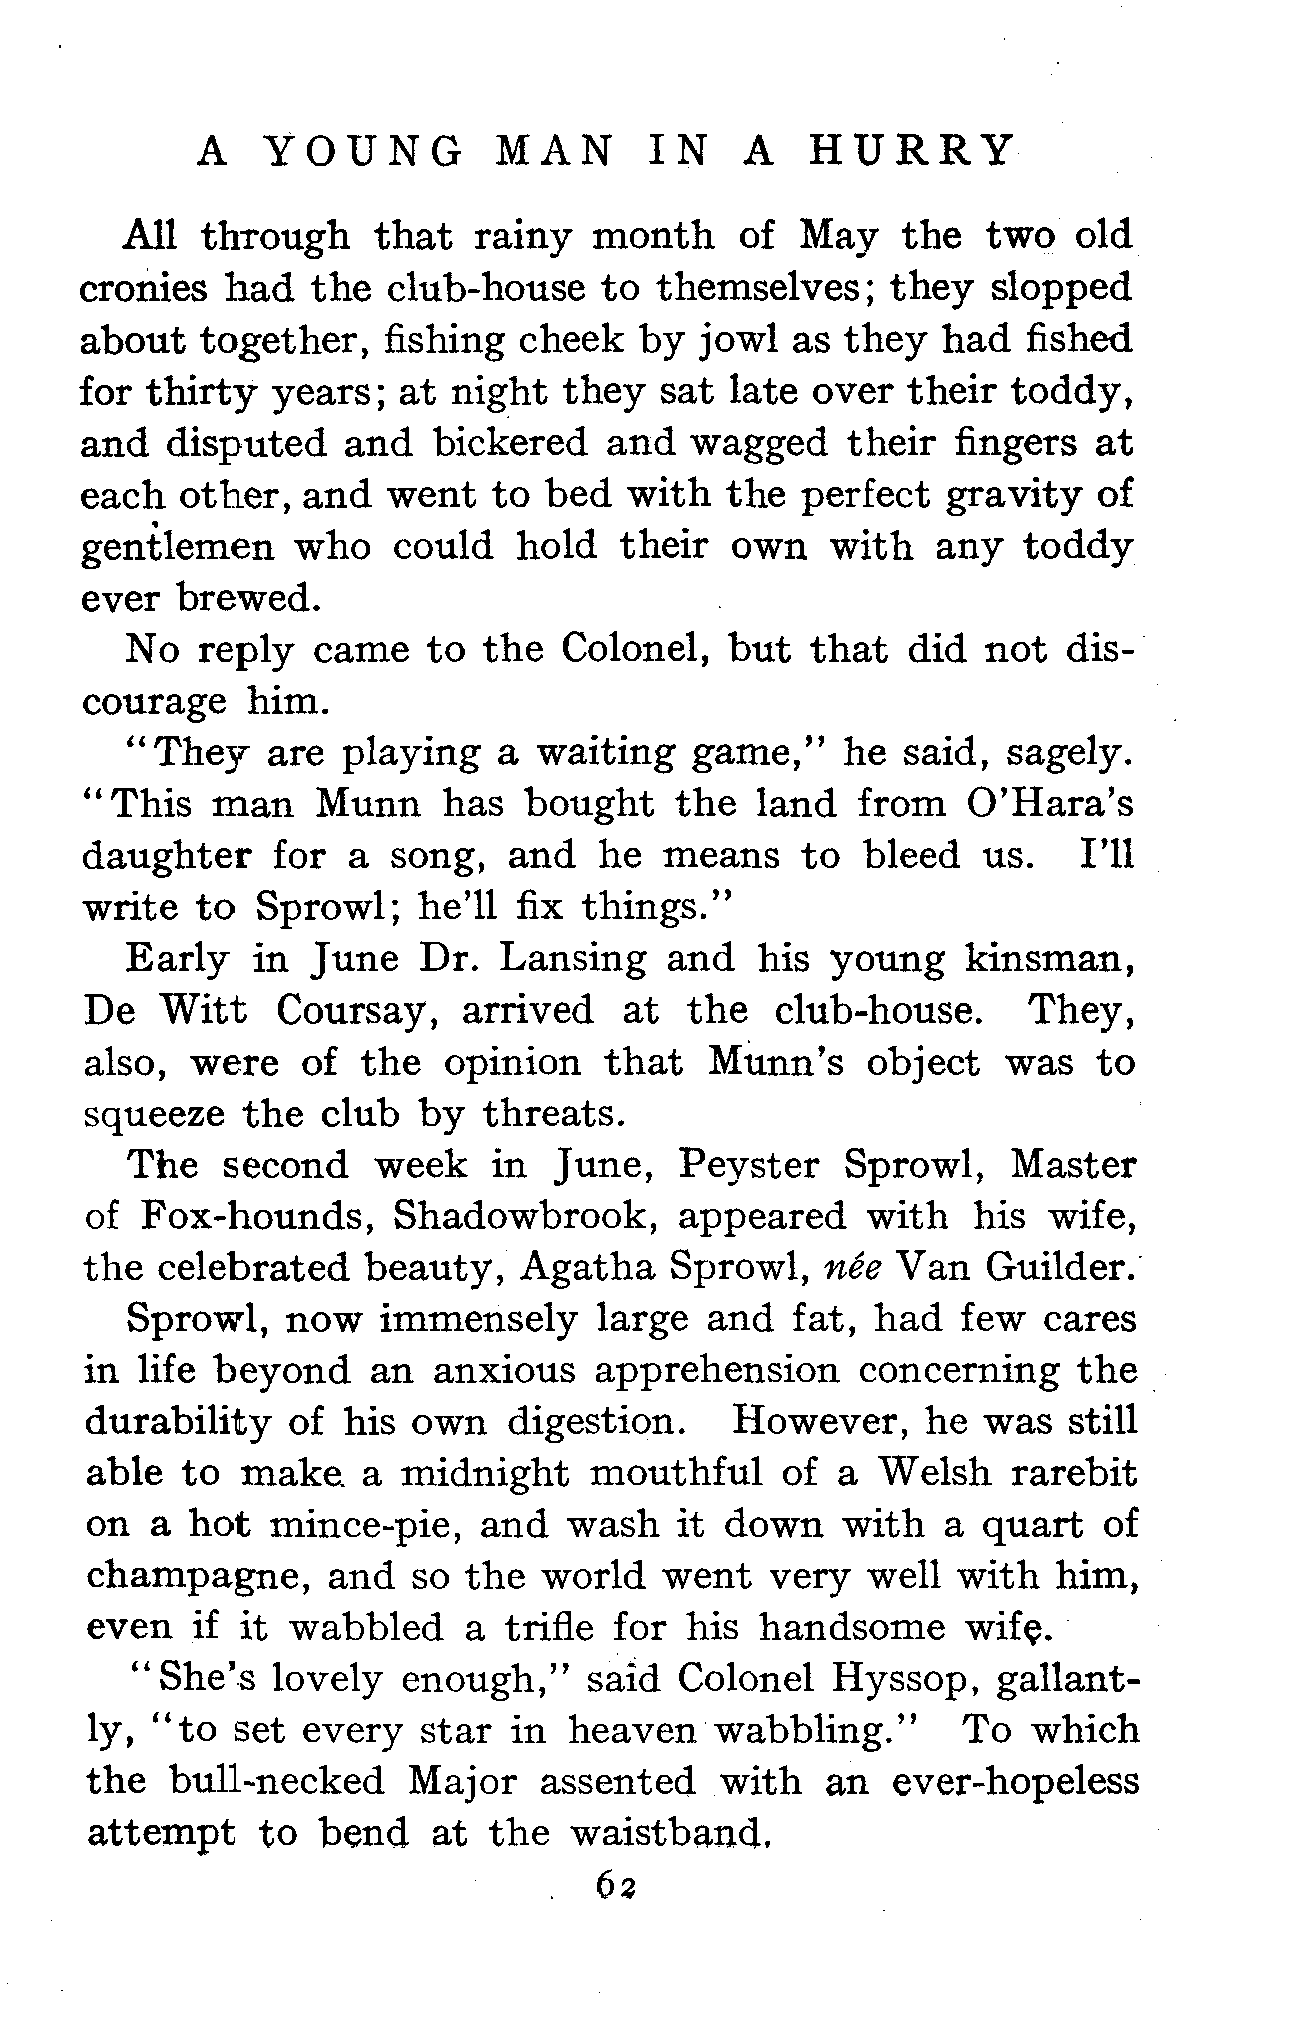 A YOUNG MAN IN A HURRY
All through that rainy month of May the two old
cronies had the club-house to themselves; they slopped
about together, fishing cheek by jowl as they had fished
for thirty years; at night they sat late over their toddy,
and disputed and bickered and wagged their fingers at
each other, and went to bed with the perfect gravity of
gentlemen who could hold their own with any toddy
ever brewed.
No reply came to the Colonel, but that did not dis-
courage him.
"They are playing a waiting game," he said, sagely.
"This man Munn has bought the land from O'Hara's
daughter for a song, and he means to bleed us. I'll
write to Sprowl; he'll fix things."
Early in June Dr. Lansing and his young kinsman,
De Witt Coursay, arrived at the club-house. They,
also, were of the opinion that Munn's object was to
squeeze the club by threats.
The second week in June, Peyster Sprowl, Master
of Fox-hounds, Shadowbrook, appeared with his wife,
the celebrated beauty, Agatha Sprowl, née Van Guilder.
Sprowl, now immensely large and fat, had few cares
in life beyond an anxious apprehension concerning the
durability of his own digestion. However, he was still
able to make a midnight mouthful of a Welsh rarebit
on a hot mince-pie, and wash it down with a quart of
champagne, and so the world went very well with him,
even if it wabbled a trifle for his handsome wife.
"She's lovely enough," said Colonel Hyssop, gallant-
ly, "to set every star in heaven wabbling." To which
the bull-necked Major assented with an ever-hopeless
attempt to bend at the waistband.
62